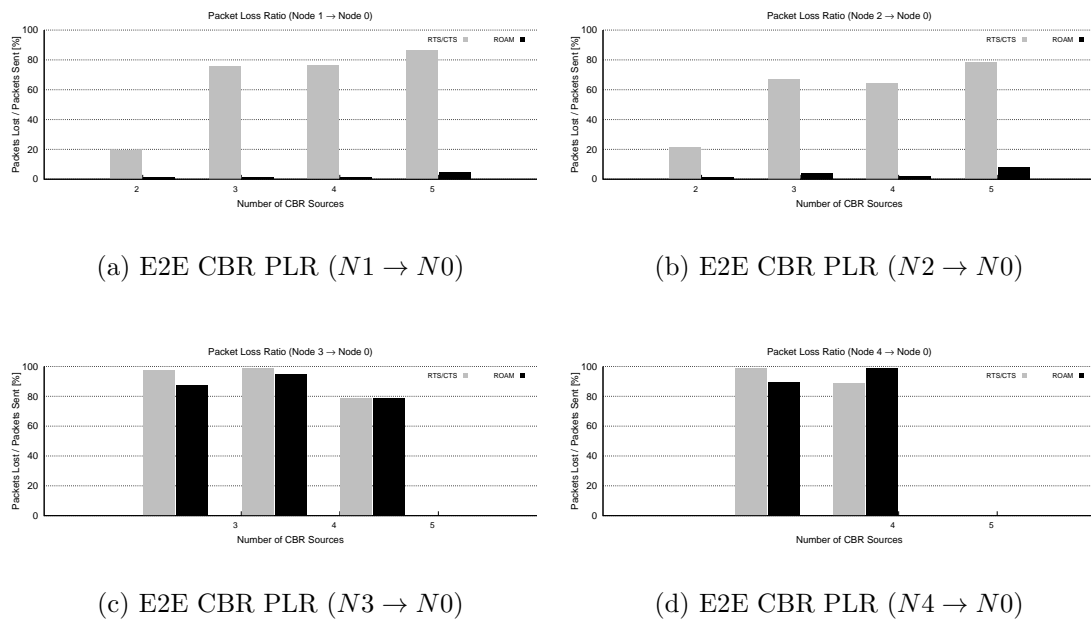 Packet Loss Ratio (Node 1 → Node 0)
Packets Lost / Packets Sent [%]
100
80
60
40
20
0
RTS/CTS
ROAM
2 3 4 5
Number of CBR Sources
(a) E2E CBR PLR (N1 → N0)
Packet Loss Ratio (Node 2 → Node 0)
Packets Lost / Packets Sent [%]
100
80
60
40
20
0
RTS/CTS
ROAM
2 3 4 5
Number of CBR Sources
(b) E2E CBR PLR (N2 → N0)
Packet Loss Ratio (Node 3 → Node 0)
Packets Lost / Packets Sent [%]
100
80
60
40
20
0
RTS/CTS
ROAM
3 4 5
Number of CBR Sources
(c) E2E CBR PLR (N3 → N0)
Packet Loss Ratio (Node 4 → Node 0)
Packets Lost / Packets Sent [%]
100
80
60
40
20
0
RTS/CTS
ROAM
4 5
Number of CBR Sources
(d) E2E CBR PLR (N4 → N0)